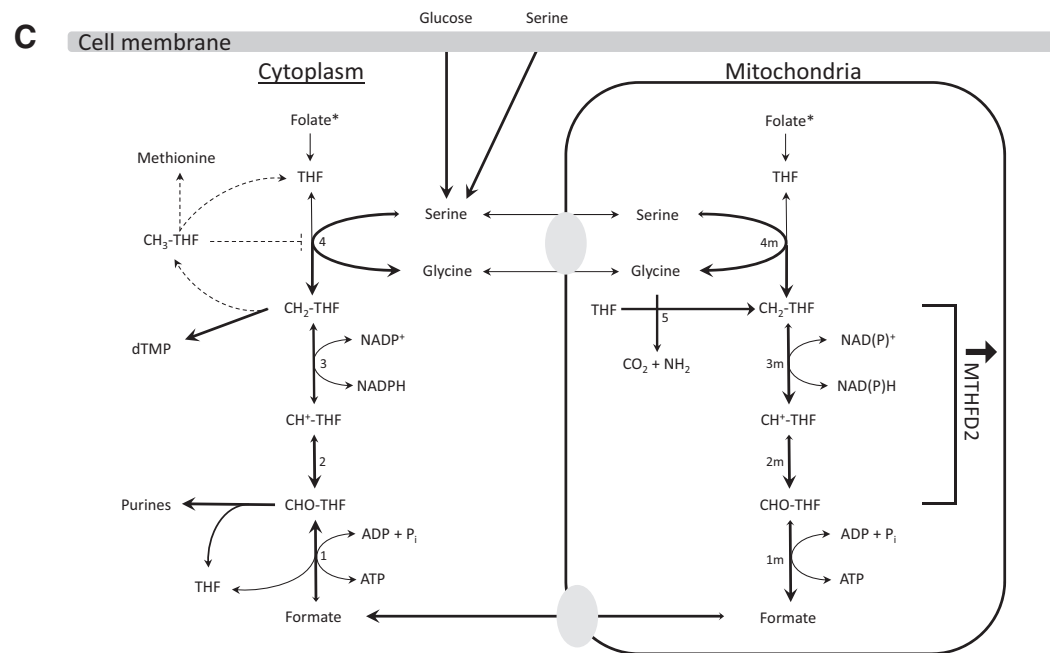 C
Glucose
Serine
Cell membrane
Cytoplasm
Mitochondria
Folate*
Folate*
Methionine
THF
THF
Serine
Serine
CH₃-THF
4
4m
Glycine
Glycine
CH₂-THF
THF
5
CH₂-THF
dTMP
NADP⁺
3
NADPH
CO₂ + NH₂
NAD(P)⁺
3m
NAD(P)H
MTHFD2
CH⁺-THF
CH⁺-THF
2
2m
Purines
CHO-THF
CHO-THF
ADP + Pᵢ
ADP + Pᵢ
1
1m
THF
ATP
ATP
Formate
Formate